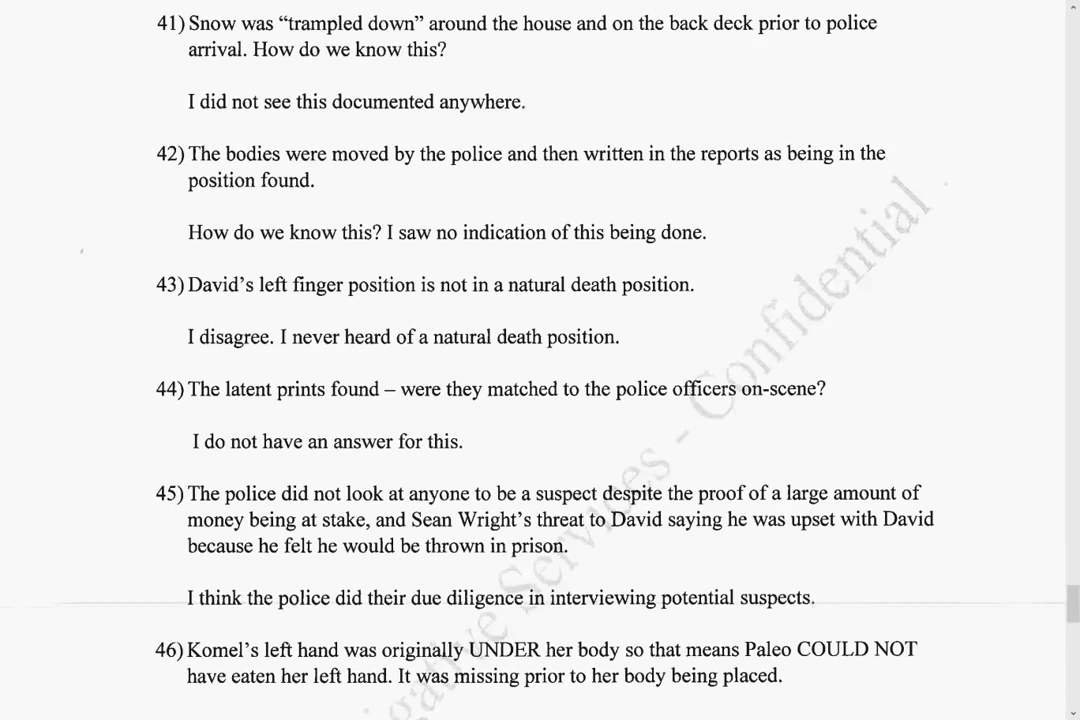 41) Snow was “trampled down” around the house and on the back deck prior to police
arrival. How do we know this?
I did not see this documented anywhere.
42) The bodies were moved by the police and then written in the reports as being in the
position found.
How do we know this? I saw no indication of this being done.
43) David’s left finger position is not in a natural death position.
I disagree. I never heard of a natural death position.
44) The latent prints found – were they matched to the police officers on-scene?
I do not have an answer for this.
45) The police did not look at anyone to be a suspect despite the proof of a large amount of
money being at stake, and Sean Wright’s threat to David saying he was upset with David
because he felt he would be thrown in prison.
I think the police did their due diligence in interviewing potential suspects.
46) Komel’s left hand was originally UNDER her body so that means Paleo COULD NOT
have eaten her left hand. It was missing prior to her body being placed.
gative Services - Confidential